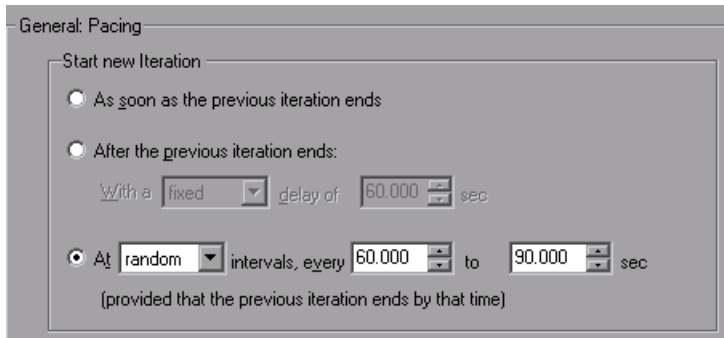 General: Pacing
Start new Iteration
As soon as the previous iteration ends
After the previous iteration ends:
With a fixed delay of 60.000 sec
At random intervals, every 60.000 to 90.000 sec
(provided that the previous iteration ends by that time)